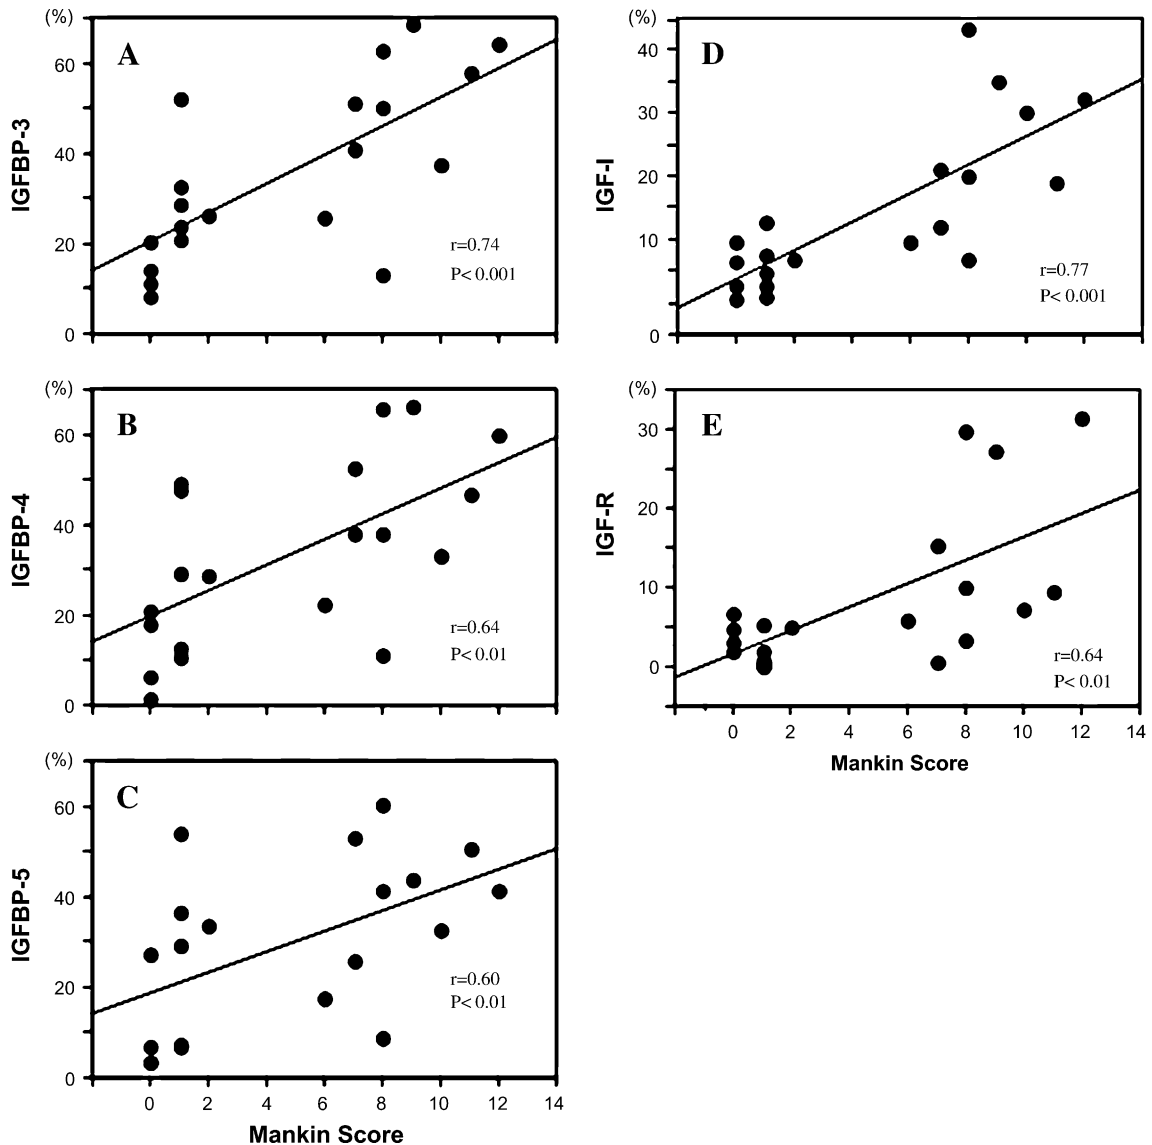 (%)
A
60
40
20
0
IGFBP-3
r=0.74
P< 0.001
(%)
B
60
40
20
0
IGFBP-4
r=0.64
P< 0.01
(%)
C
60
40
20
0
IGFBP-5
r=0.60
P< 0.01
0 2 4 6 8 10 12 14
Mankin Score
(%)
D
40
30
20
10
0
IGF-I
r=0.77
P< 0.001
(%)
E
30
20
10
0
IGF-R
r=0.64
P< 0.01
0 2 4 6 8 10 12 14
Mankin Score